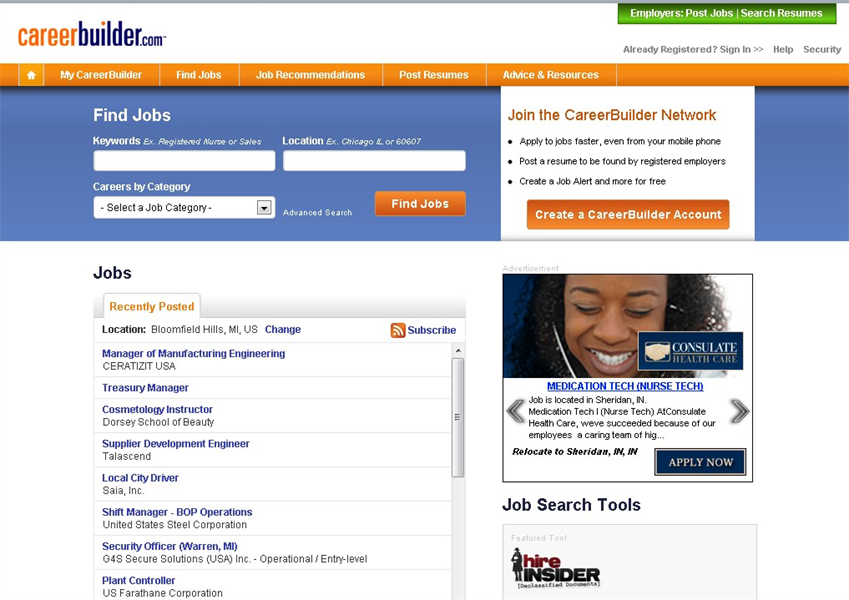 Employers: Post Jobs | Search Resumes
careerbuilder.com
Already Registered? Sign In >> Help Security
My CareerBuilder Find Jobs Job Recommendations Post Resumes Advice & Resources
Find Jobs
Keywords Ex. Registered Nurse or Sales Location Ex. Chicago IL or 60607
Careers by Category
- Select a Job Category -
Advanced Search
Find Jobs
Join the CareerBuilder Network
Apply to jobs faster, even from your mobile phone
Post a resume to be found by registered employers
Create a Job Alert and more for free
Create a CareerBuilder Account
Jobs
Recently Posted
Location: Bloomfield Hills, MI, US Change Subscribe
Manager of Manufacturing Engineering
CERATIZIT USA
Treasury Manager
Cosmetology Instructor
Dorsey School of Beauty
Supplier Development Engineer
Talascend
Local City Driver
Saia, Inc.
Shift Manager - BOP Operations
United States Steel Corporation
Security Officer (Warren, MI)
G4S Secure Solutions (USA) Inc. - Operational / Entry-level
Plant Controller
US Farathane Corporation
Advertisement
CONSULATE
HEALTH CARE
MEDICATION TECH (NURSE TECH)
Job is located in Sheridan, IN.
Medication Tech I (Nurse Tech) AtConsulate
Health Care, weve succeeded because of our
employees  a caring team of hig...
Relocate to Sheridan, IN, IN
APPLY NOW
Job Search Tools
Featured Tool
hire
INSIDER
[Declassified Documents]